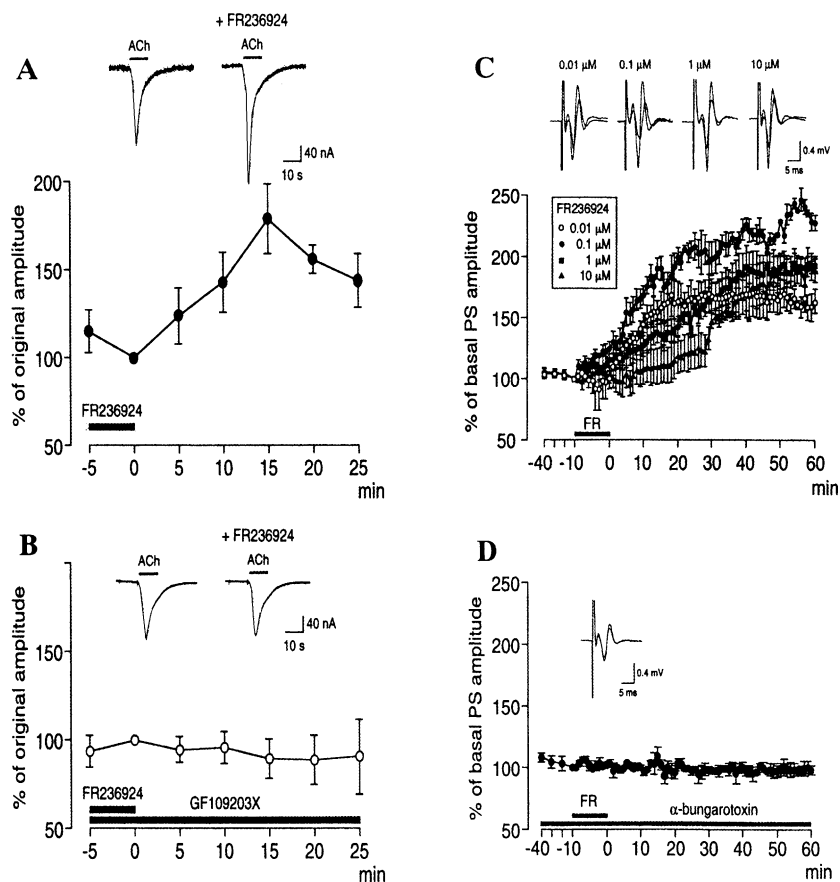 A
+ FR236924
ACh
ACh
40 nA
10 s
200
150
100
50
% of original amplitude
FR236924
-5 0 5 10 15 20 25
min
B
+ FR236924
ACh
ACh
40 nA
10 s
200
150
100
50
% of original amplitude
FR236924
GF109203X
-5 0 5 10 15 20 25
min
C
0.01 μM 0.1 μM 1 μM 10 μM
0.4 mV
5 ms
250
200
150
100
50
% of basal PS amplitude
FR236924
0.01 μM
0.1 μM
1 μM
10 μM
FR
-40 -10 0 10 20 30 40 50 60
min
D
0.4 mV
5 ms
250
200
150
100
50
% of basal PS amplitude
FR
α-bungarotoxin
-40 -10 0 10 20 30 40 50 60
min